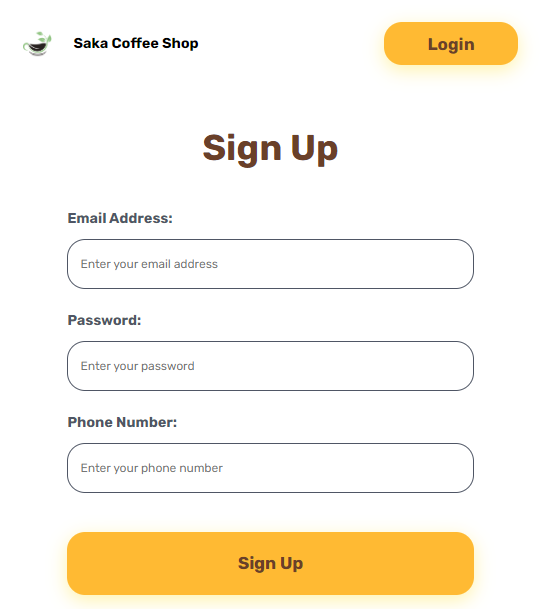 Saka Coffee Shop
Login
Sign Up
Email Address:
Enter your email address
Password:
Enter your password
Phone Number:
Enter your phone number
Sign Up